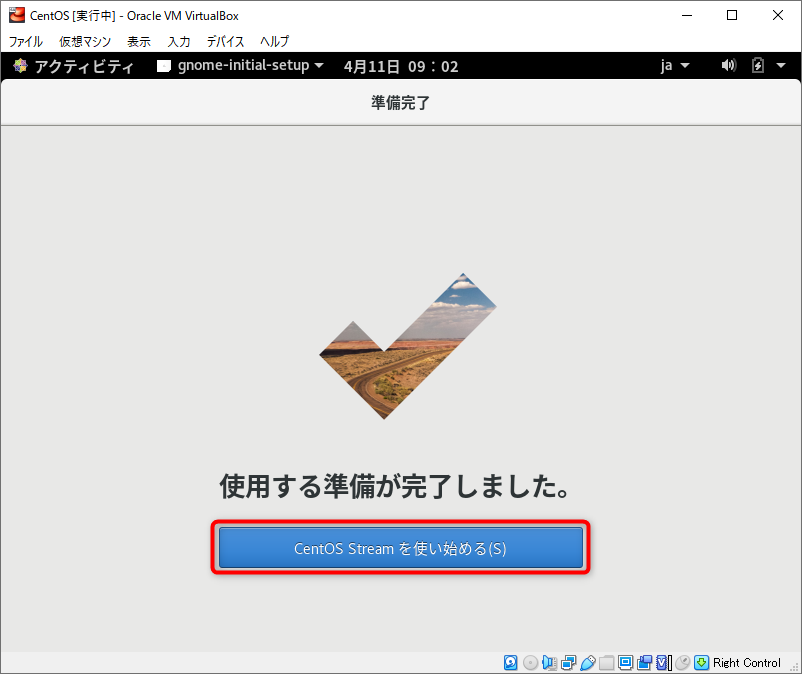 CentOS [実行中] - Oracle VM VirtualBox
ファイル 仮想マシン 表示 入力 デバイス ヘルプ
アクティビティ gnome-initial-setup 4月11日 09：02 ja
準備完了
使用する準備が完了しました。
CentOS Stream を使い始める(S)
Right Control